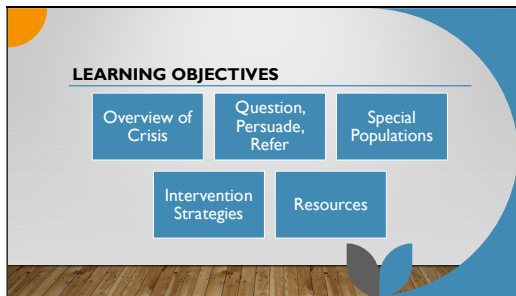 LEARNING OBJECTIVES
Overview of
Crisis
Question,
Persuade,
Refer
Special
Populations
Intervention
Strategies
Resources